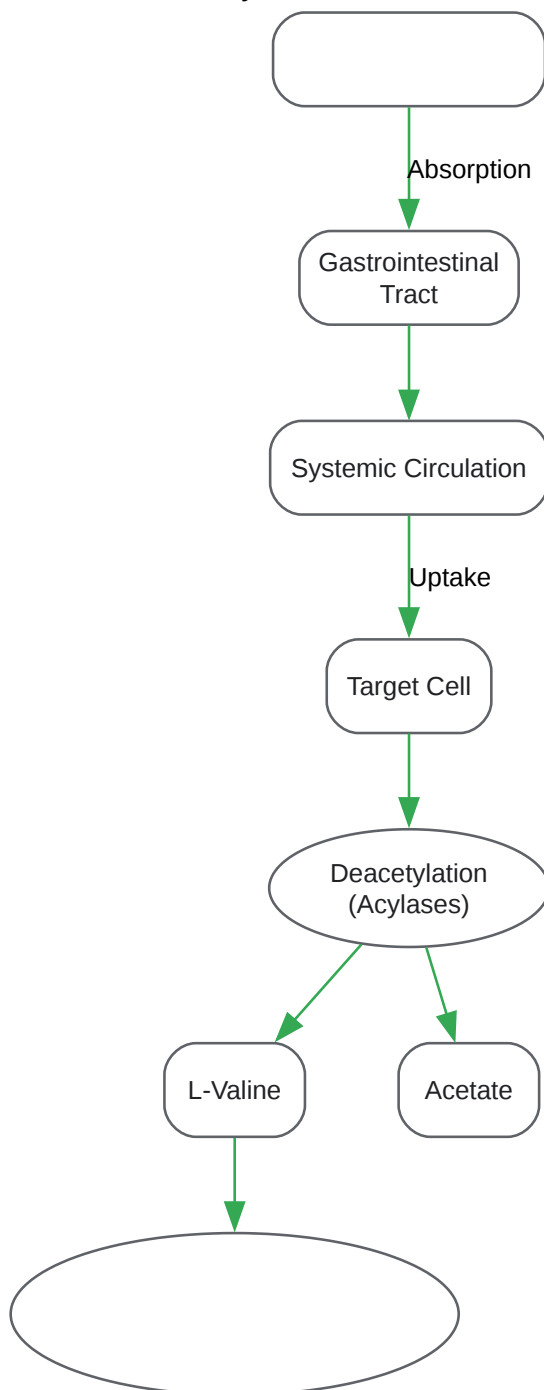 Absorption
Gastrointestinal
Tract
Systemic Circulation
Uptake
Target Cell
Deacetylation
(Acylases)
L-Valine
Acetate